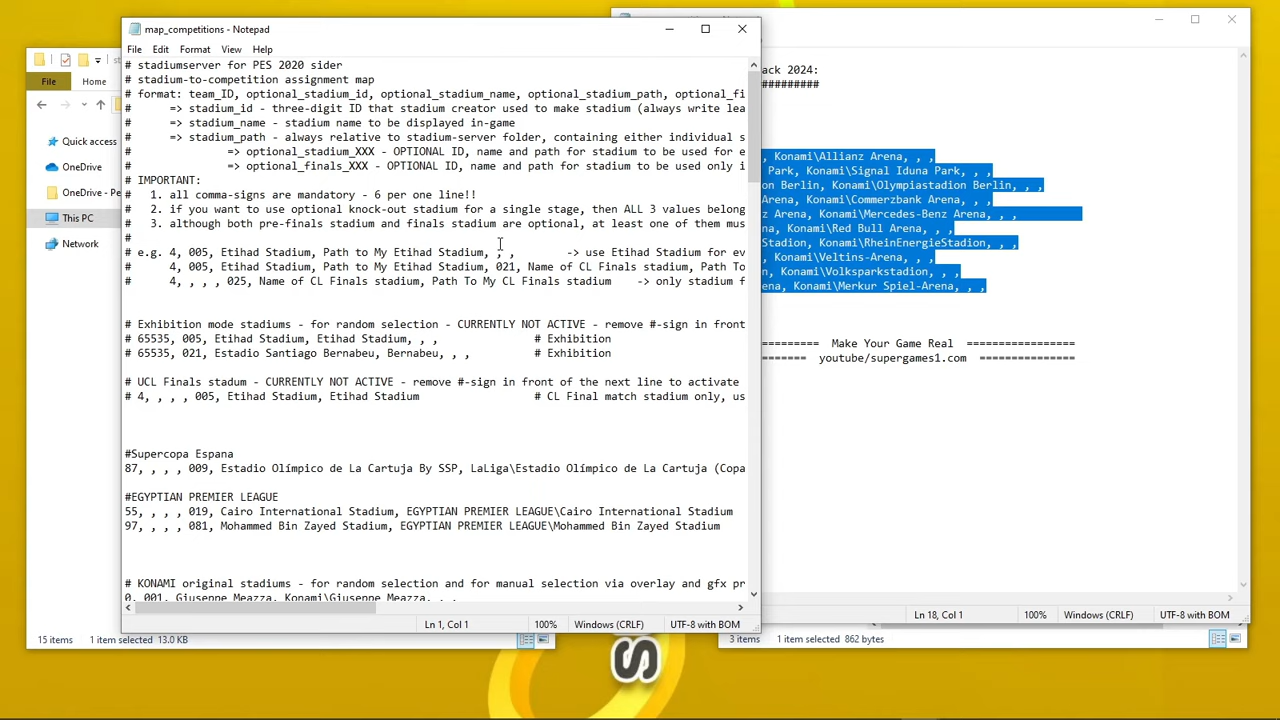 map_competitions - Notepad
File Edit Format View Help
# stadiumserver for PES 2020 sider
# stadium-to-competition assignment map
# format: team_ID, optional_stadium_id, optional_stadium_name, optional_stadium_path, optional_fi
# => stadium_id - three-digit ID that stadium creator used to make stadium (always write lea
# => stadium_name - stadium name to be displayed in-game
# => stadium_path - always relative to stadium-server folder, containing either individual s
# => optional_stadium_XXX - OPTIONAL ID, name and path for stadium to be used for e
# => optional_finals_XXX - OPTIONAL ID, name and path for stadium to be used only i
# IMPORTANT:
# 1. all comma-signs are mandatory - 6 per one line!!
# 2. if you want to use optional knock-out stadium for a single stage, then ALL 3 values belong
# 3. although both pre-finals stadium and finals stadium are optional, at least one of them mus
#
# e.g. 4, 005, Etihad Stadium, Path to My Etihad Stadium, , , -> use Etihad Stadium for ev
# 4, 005, Etihad Stadium, Path to My Etihad Stadium, 021, Name of CL Finals stadium, Path To
# 4, , , , 025, Name of CL Finals stadium, Path To My CL Finals stadium -> only stadium f
# Exhibition mode stadiums - for random selection - CURRENTLY NOT ACTIVE - remove #-sign in front
# 65535, 005, Etihad Stadium, Etihad Stadium, , , # Exhibition
# 65535, 021, Estadio Santiago Bernabeu, Bernabeu, , , # Exhibition
# UCL Finals stadum - CURRENTLY NOT ACTIVE - remove #-sign in front of the next line to activate
# 4, , , , 005, Etihad Stadium, Etihad Stadium # CL Final match stadium only, us
#Supercopa Espana
87, , , , 009, Estadio Olímpico de La Cartuja By SSP, LaLiga\Estadio Olímpico de La Cartuja (Copa
#EGYPTIAN PREMIER LEAGUE
55, , , , 019, Cairo International Stadium, EGYPTIAN PREMIER LEAGUE\Cairo International Stadium
97, , , , 081, Mohammed Bin Zayed Stadium, EGYPTIAN PREMIER LEAGUE\Mohammed Bin Zayed Stadium
# KONAMI original stadiums - for random selection and for manual selection via overlay and gfx pr
0, 001, Giuseppe Meazza, Konami\Giuseppe Meazza, , ,
Ln 1, Col 1 100% Windows (CRLF) UTF-8 with BOM
File Home
Quick access
OneDrive
OneDrive - Pe
This PC
Network
15 items 1 item selected 13.0 KB
ack 2024:
#########
, Konami\Allianz Arena, , ,
Park, Konami\Signal Iduna Park, , ,
on Berlin, Konami\Olympiastadion Berlin, , ,
Arena, Konami\Commerzbank Arena, , ,
z Arena, Konami\Mercedes-Benz Arena, , ,
rena, Konami\Red Bull Arena, , ,
Stadion, Konami\RheinEnergieStadion, , ,
ena, Konami\Veltins-Arena, , ,
on, Konami\Volksparkstadion, , ,
Arena, Konami\Merkur Spiel-Arena, , ,
========= Make Your Game Real =================
======= youtube/supergames1.com ===============
Ln 18, Col 1 100% Windows (CRLF) UTF-8 with BOM
3 items 1 item selected 862 bytes
S